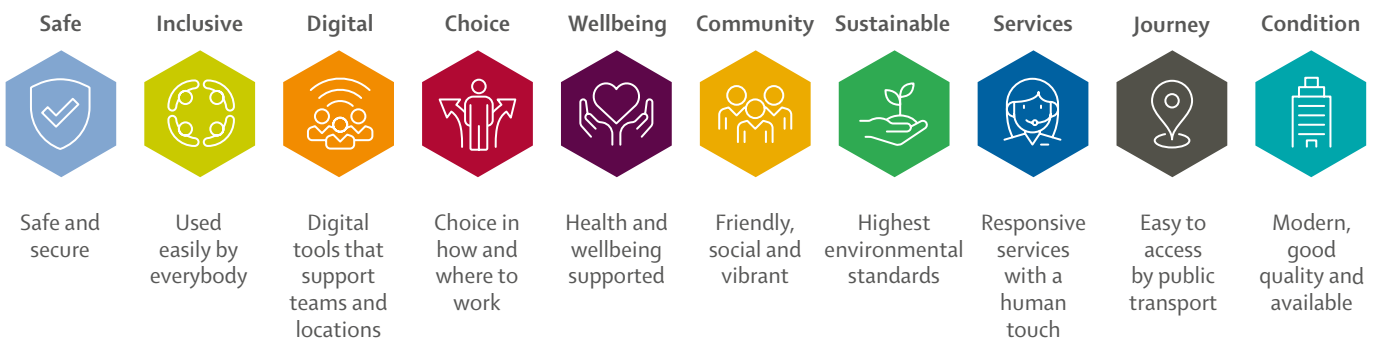 Safe
Inclusive
Digital
Choice
Wellbeing
Community
Sustainable
Services
Journey
Condition
Safe and
secure
Used
easily by
everybody
Digital
tools that
support
teams and
locations
Choice in
how and
where to
work
Health and
wellbeing
supported
Friendly,
social and
vibrant
Highest
environmental
standards
Responsive
services
with a
human
touch
Easy to
access
by public
transport
Modern,
good
quality and
available